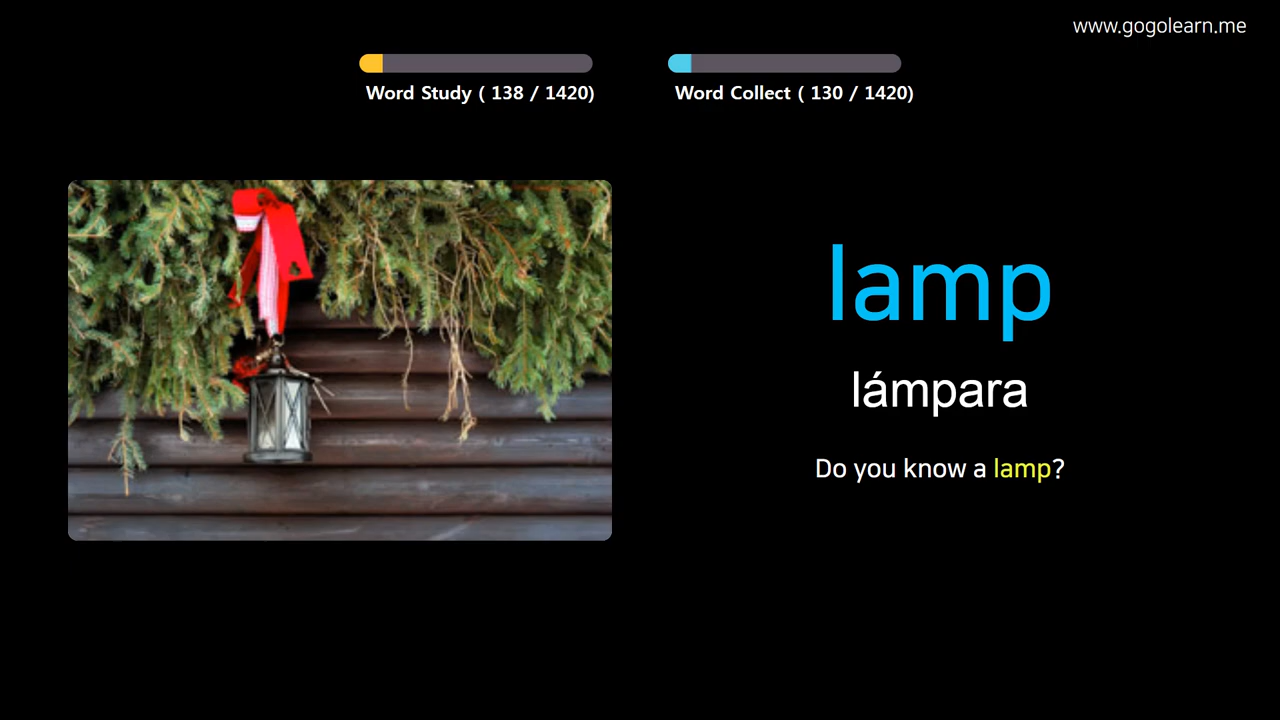 www.gogolearn.me
Word Study ( 138 / 1420)
Word Collect ( 130 / 1420)
lamp
lámpara
Do you know a lamp?